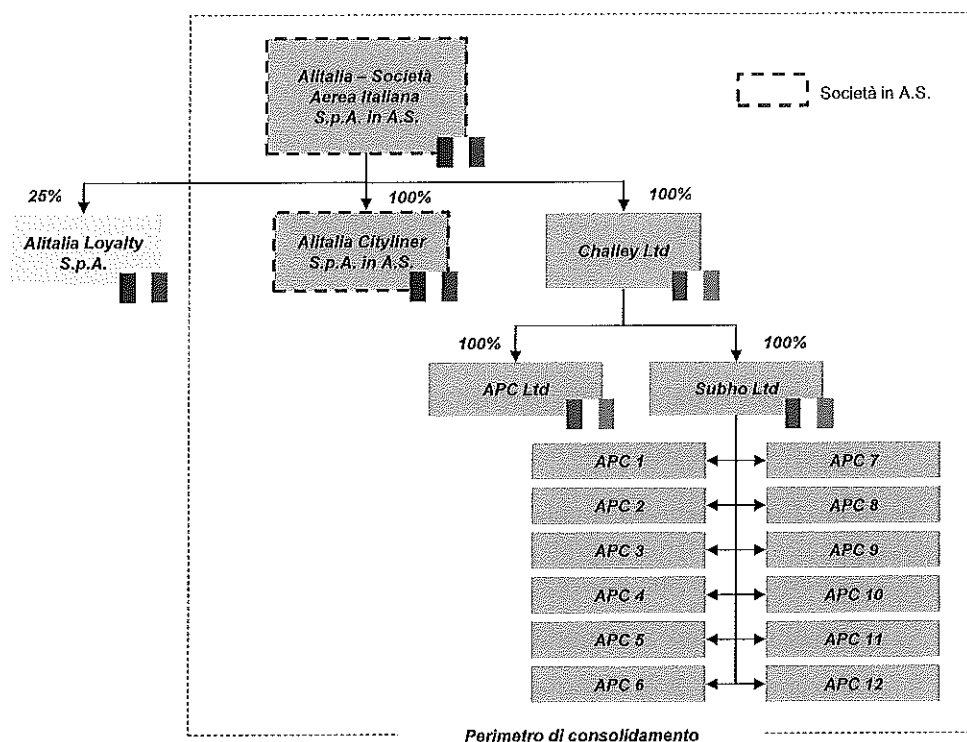 Alitalia – Società
Aerea Italiana
S.p.A. in A.S.
Società in A.S.
25%
100%
100%
Alitalia Loyalty
S.p.A.
Alitalia Cityliner
S.p.A. in A.S.
Challey Ltd
100%
100%
APC Ltd
Subho Ltd
APC 1
APC 7
APC 2
APC 8
APC 3
APC 9
APC 4
APC 10
APC 5
APC 11
APC 6
APC 12
Perimetro di consolidamento